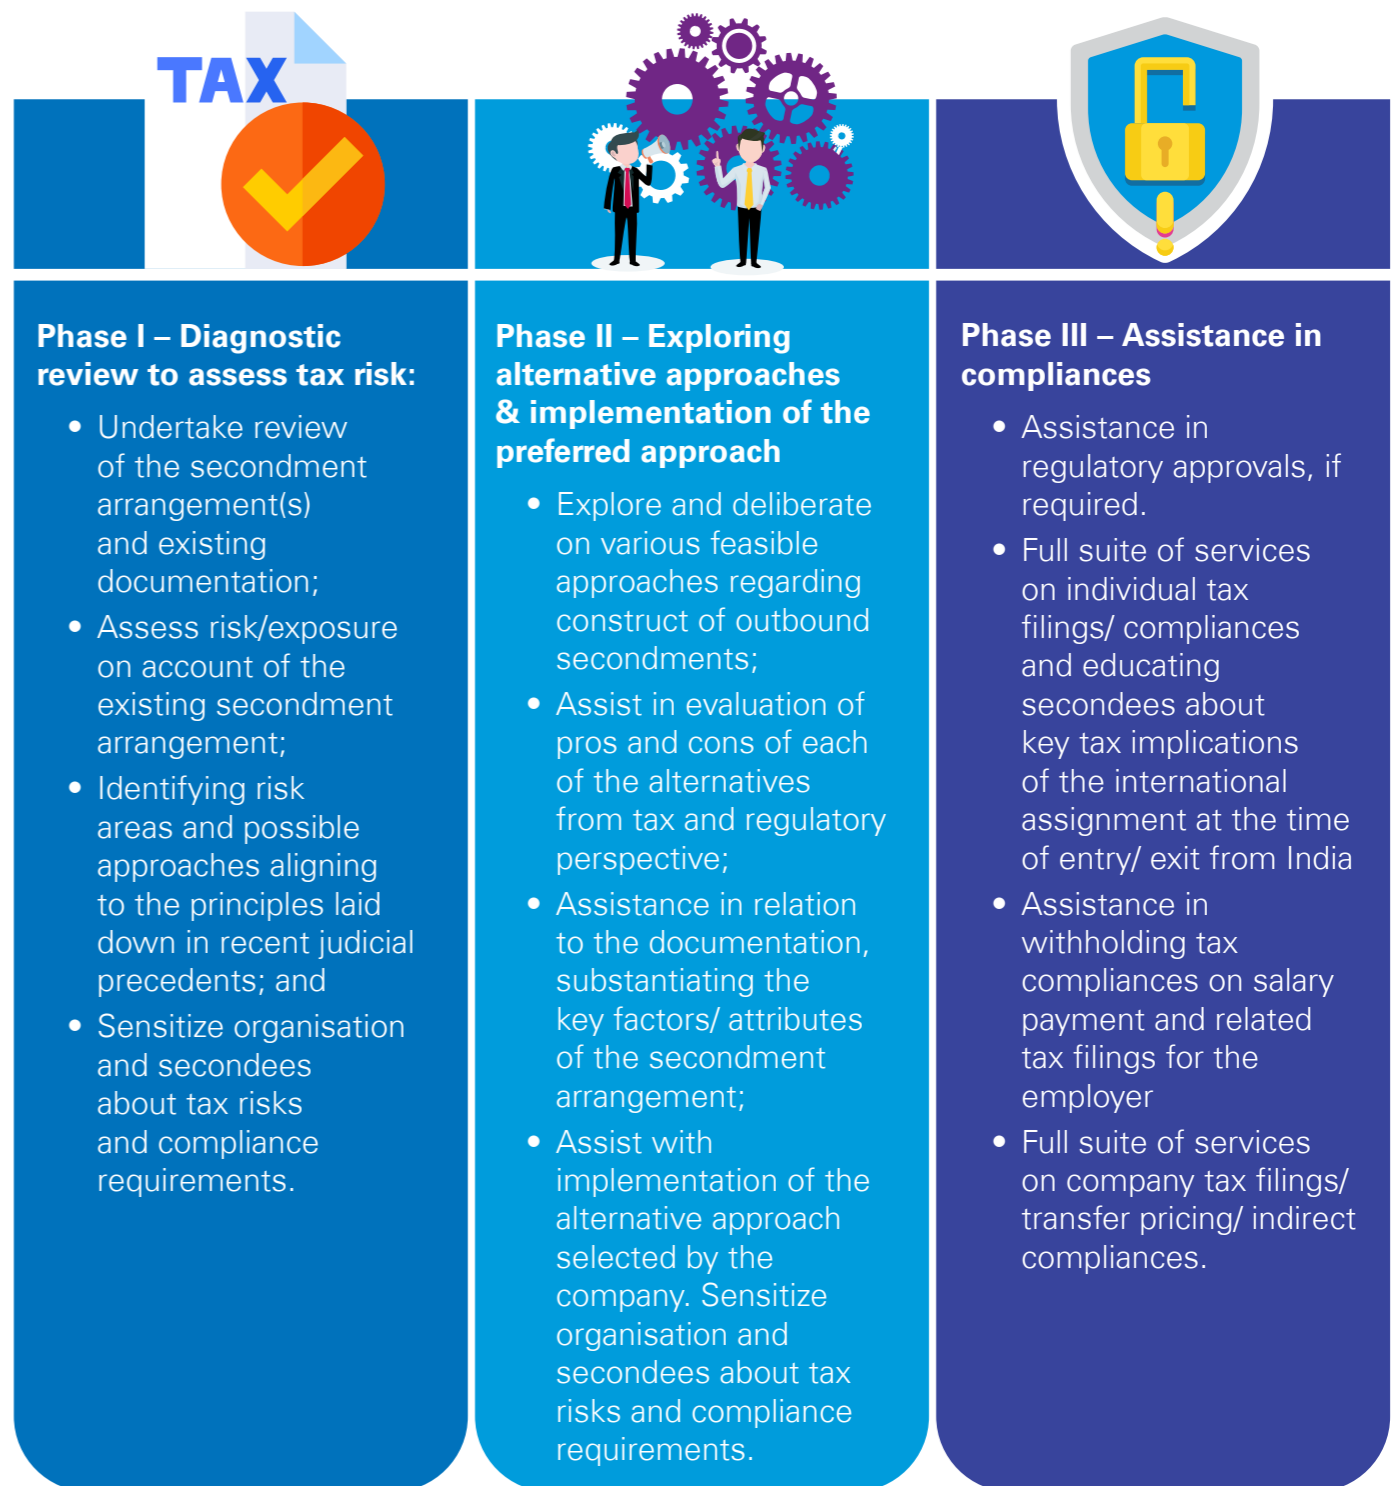 TAX
Phase I – Diagnostic
review to assess tax risk:
• Undertake review
of the secondment
arrangement(s)
and existing
documentation;
• Assess risk/exposure
on account of the
existing secondment
arrangement;
• Identifying risk
areas and possible
approaches aligning
to the principles laid
down in recent judicial
precedents; and
• Sensitize organisation
and secondees
about tax risks
and compliance
requirements.
Phase II – Exploring
alternative approaches
& implementation of the
preferred approach
• Explore and deliberate
on various feasible
approaches regarding
construct of outbound
secondments;
• Assist in evaluation of
pros and cons of each
of the alternatives
from tax and regulatory
perspective;
• Assistance in relation
to the documentation,
substantiating the
key factors/ attributes
of the secondment
arrangement;
• Assist with
implementation of the
alternative approach
selected by the
company. Sensitize
organisation and
secondees about tax
risks and compliance
requirements.
Phase III – Assistance in
compliances
• Assistance in
regulatory approvals, if
required.
• Full suite of services
on individual tax
filings/ compliances
and educating
secondees about
key tax implications
of the international
assignment at the time
of entry/ exit from India
• Assistance in
withholding tax
compliances on salary
payment and related
tax filings for the
employer
• Full suite of services
on company tax filings/
transfer pricing/ indirect
compliances.